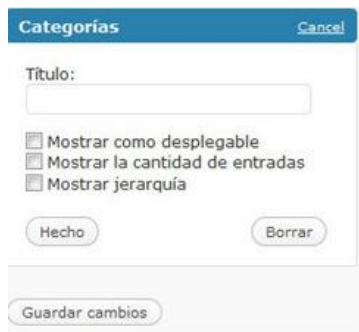 Categorías Cancel
Título:
Mostrar como desplegable
Mostrar la cantidad de entradas
Mostrar jerarquía
Hecho Borrar
Guardar cambios